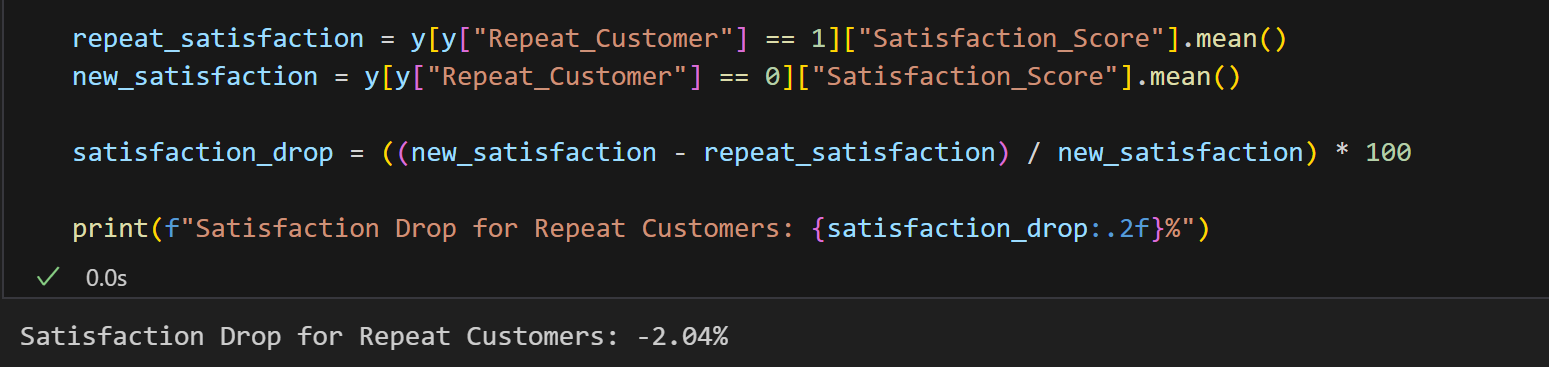 repeat_satisfaction = y[y["Repeat_Customer"] == 1]["Satisfaction_Score"].mean()
new_satisfaction = y[y["Repeat_Customer"] == 0]["Satisfaction_Score"].mean()
satisfaction_drop = ((new_satisfaction - repeat_satisfaction) / new_satisfaction) * 100
print(f"Satisfaction Drop for Repeat Customers: {satisfaction_drop:.2f}%")
0.0s
Satisfaction Drop for Repeat Customers: -2.04%